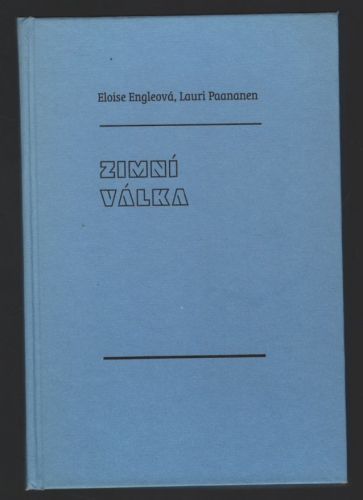 Eloise Engleová, Lauri Paananen
ZIMNÍ
VÁLKA